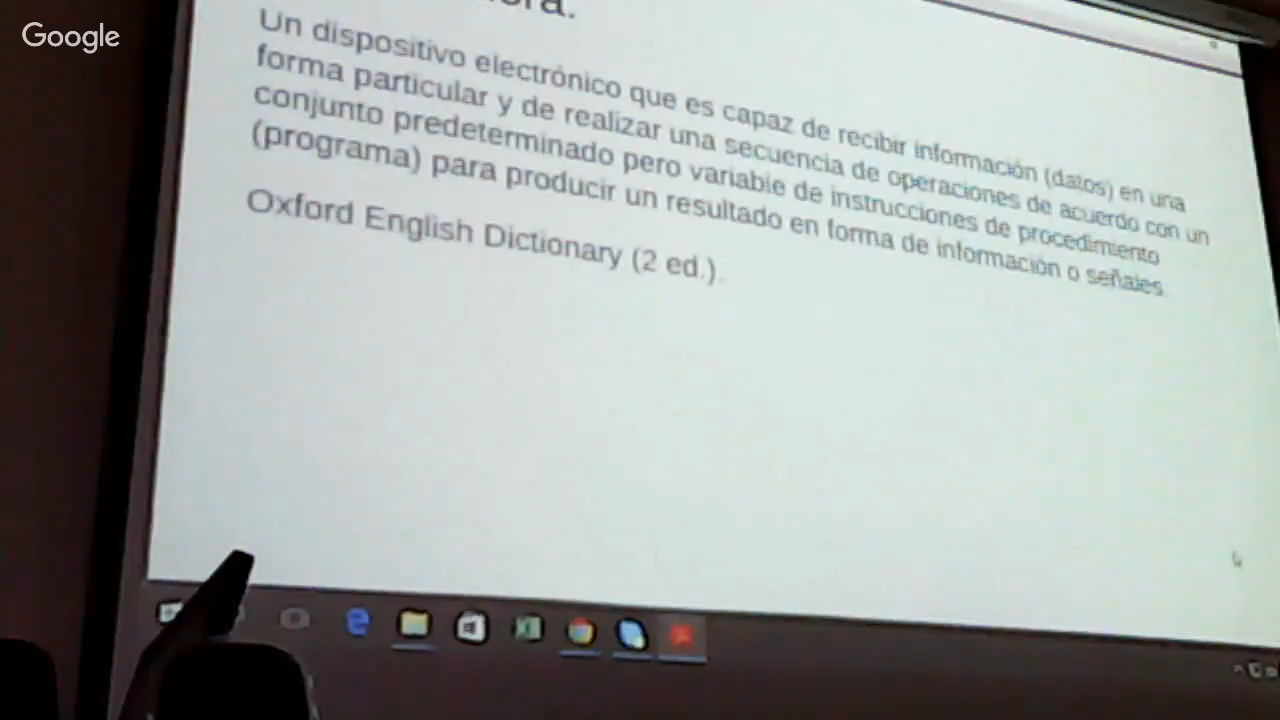 Google
Un dispositivo electrónico que es capaz de recibir información (datos) en una
forma particular y de realizar una secuencia de operaciones de acuerdo con un
conjunto predeterminado pero variable de instrucciones de procedimiento
(programa) para producir un resultado en forma de información o señales.
Oxford English Dictionary (2 ed.).